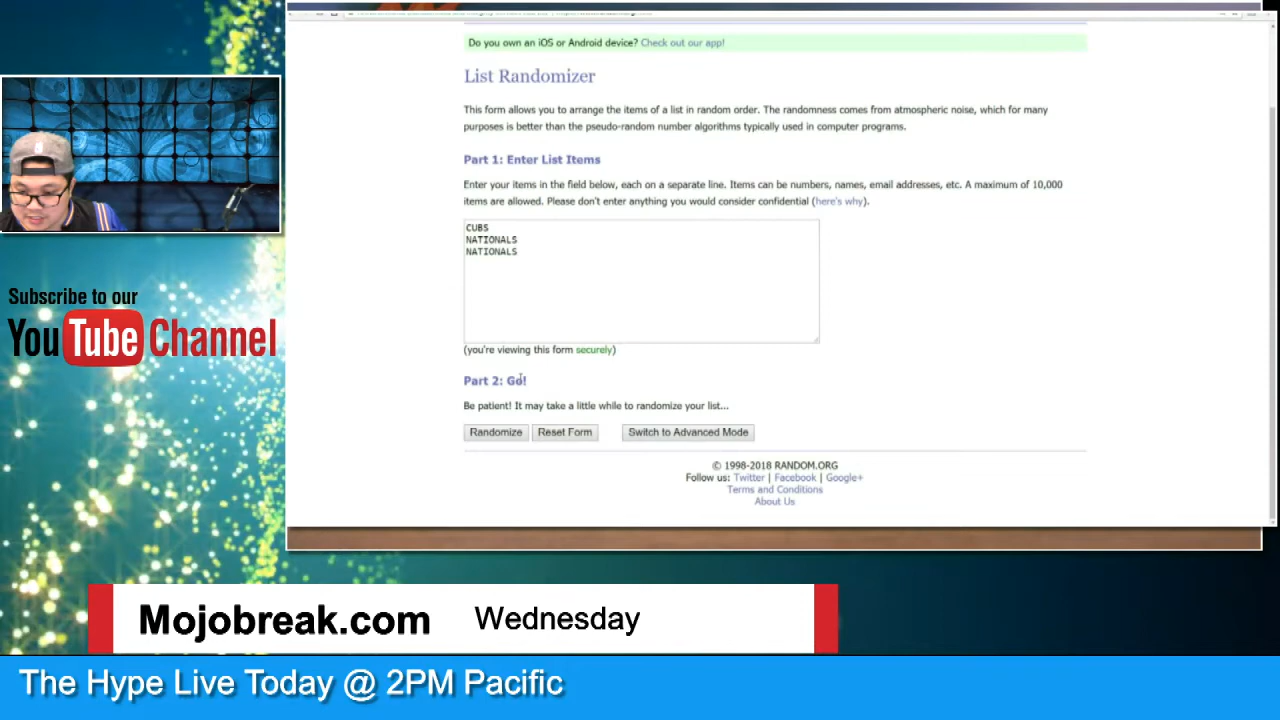 Do you own an iOS or Android device? Check out our app!
List Randomizer
This form allows you to arrange the items of a list in random order. The randomness comes from atmospheric noise, which for many
purposes is better than the pseudo-random number algorithms typically used in computer programs.
Part 1: Enter List Items
Enter your items in the field below, each on a separate line. Items can be numbers, names, email addresses, etc. A maximum of 10,000
items are allowed. Please don't enter anything you would consider confidential (here's why).
CUBS
NATIONALS
NATIONALS
(you're viewing this form securely)
Part 2: Go!
Be patient! It may take a little while to randomize your list...
Randomize Reset Form Switch to Advanced Mode
© 1998-2018 RANDOM.ORG
Follow us: Twitter | Facebook | Google+
Terms and Conditions
About Us
Subscribe to our
YouTube Channel
Mojobreak.com Wednesday
The Hype Live Today @ 2PM Pacific